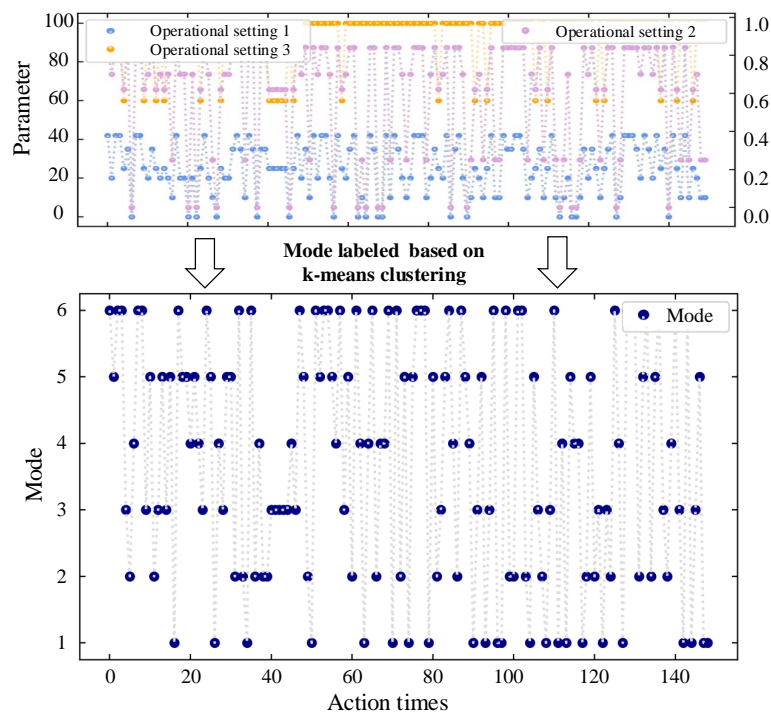 Operational setting 1
Operational setting 3
Operational setting 2
Parameter
100
80
60
40
20
0
1.0
0.8
0.6
0.4
0.2
0.0
Mode labeled based on
k-means clustering
Mode
Mode
6
5
4
3
2
1
0
20
40
60
80
100
120
140
Action times